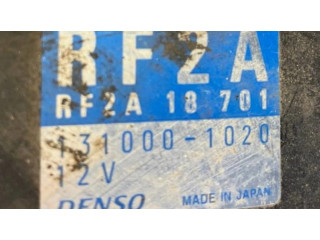 RF2A
RF2A 18 701
131000-1020
12V
DENSO MADE IN JAPAN